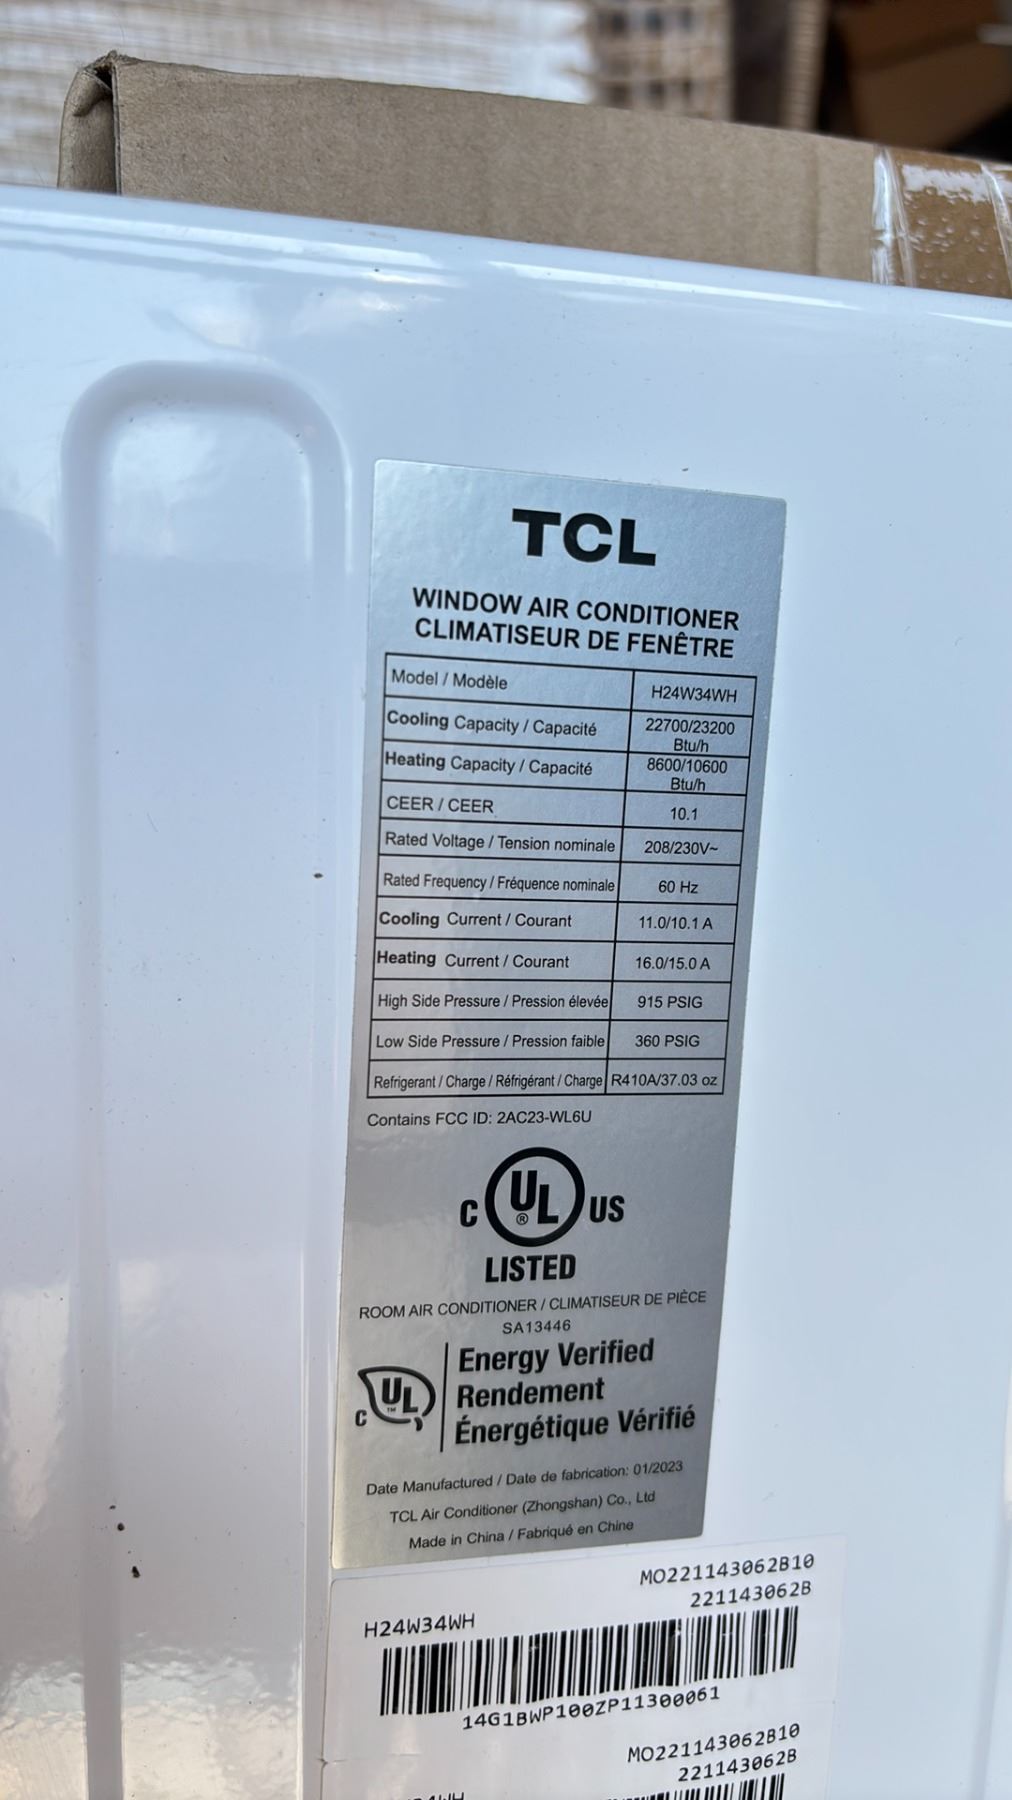 TCL
WINDOW AIR CONDITIONER
CLIMATISEUR DE FENÊTRE
Model / Modèle H24W34WH
Cooling Capacity / Capacité 22700/23200 Btu/h
Heating Capacity / Capacité 8600/10600 Btu/h
CEER / CEER 10.1
Rated Voltage / Tension nominale 208/230V~
Rated Frequency / Fréquence nominale 60 Hz
Cooling Current / Courant 11.0/10.1 A
Heating Current / Courant 16.0/15.0 A
High Side Pressure / Pression élevée 915 PSIG
Low Side Pressure / Pression faible 360 PSIG
Refrigerant / Charge / Réfrigérant / Charge R410A/37.03 oz
Contains FCC ID: 2AC23-WL6U
C UL ® US
LISTED
ROOM AIR CONDITIONER / CLIMATISEUR DE PIÈCE
SA13446
C UL ™
Energy Verified
Rendement
Énergétique Vérifié
Date Manufactured / Date de fabrication: 01/2023
TCL Air Conditioner (Zhongshan) Co., Ltd
Made in China / Fabriqué en Chine
MO221143062B10
221143062B
H24W34WH
14G1BWP100ZP11300061
MO221143062B10
221143062B